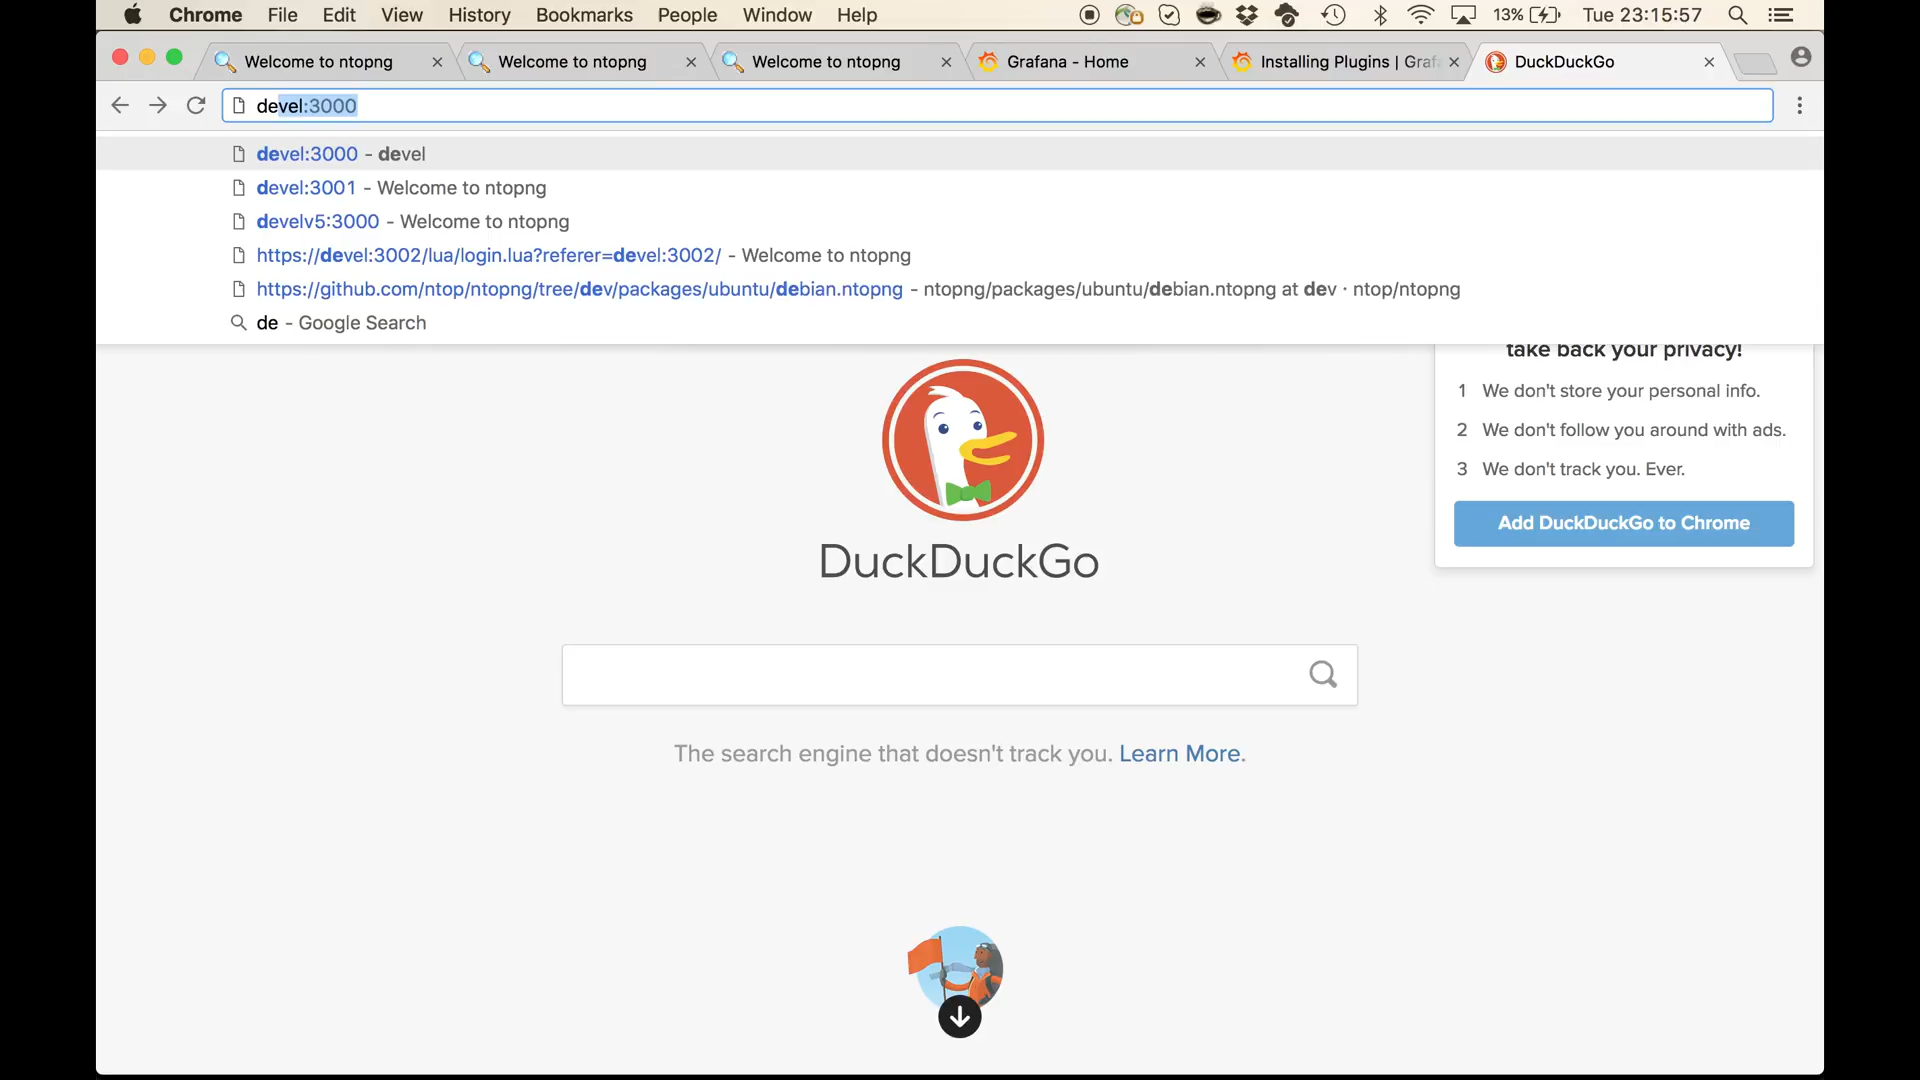 Chrome File Edit View History Bookmarks People Window Help 13% Tue 23:15:57
Welcome to ntopng Welcome to ntopng Welcome to ntopng Grafana - Home Installing Plugins | Graf DuckDuckGo
devel:3000
devel:3000 - devel
devel:3001 - Welcome to ntopng
develv5:3000 - Welcome to ntopng
https://devel:3002/lua/login.lua?referer=devel:3002/ - Welcome to ntopng
https://github.com/ntop/ntopng/tree/dev/packages/ubuntu/debian.ntopng - ntopng/packages/ubuntu/debian.ntopng at dev · ntop/ntopng
de - Google Search
take back your privacy!
1 We don't store your personal info.
2 We don't follow you around with ads.
3 We don't track you. Ever.
Add DuckDuckGo to Chrome
DuckDuckGo
The search engine that doesn't track you. Learn More.